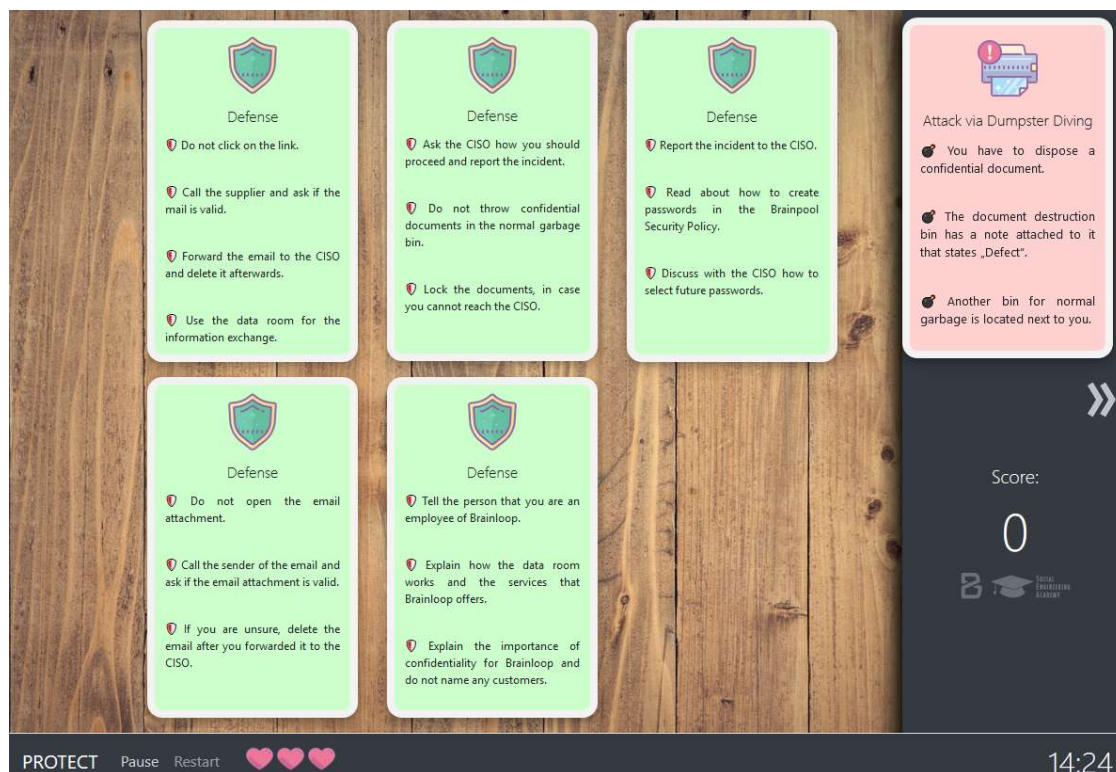 Defense
Do not click on the link.
Call the supplier and ask if the
mail is valid.
Forward the email to the CISO
and delete it afterwards.
Use the data room for the
information exchange.
Defense
Ask the CISO how you should
proceed and report the incident.
Do not throw confidential
documents in the normal garbage
bin.
Lock the documents, in case
you cannot reach the CISO.
Defense
Report the incident to the CISO.
Read about how to create
passwords in the Brainpool
Security Policy.
Discuss with the CISO how to
select future passwords.
Attack via Dumpster Diving
You have to dispose a
confidential document.
The document destruction
bin has a note attached to it
that states „Defect“.
Another bin for normal
garbage is located next to you.
Defense
Do not open the email
attachment.
Call the sender of the email and
ask if the email attachment is valid.
If you are unsure, delete the
email after you forwarded it to the
CISO.
Defense
Tell the person that you are an
employee of Brainloop.
Explain how the data room
works and the services that
Brainloop offers.
Explain the importance of
confidentiality for Brainloop and
do not name any customers.
Score:
0
Social
Engineering
Academy
PROTECT Pause Restart
14:24